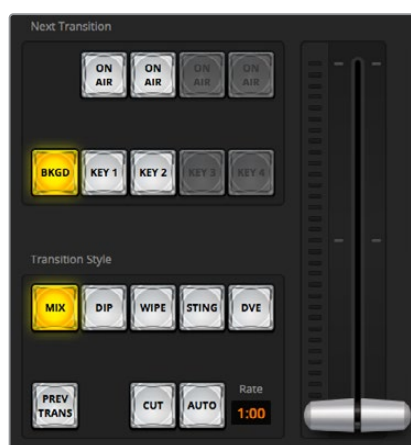 Next Transition
ON AIR ON AIR ON AIR ON AIR
BKGD KEY 1 KEY 2 KEY 3 KEY 4
Transition Style
MIX DIP WIPE STING DVE
Rate
PREV TRANS CUT AUTO 1:00